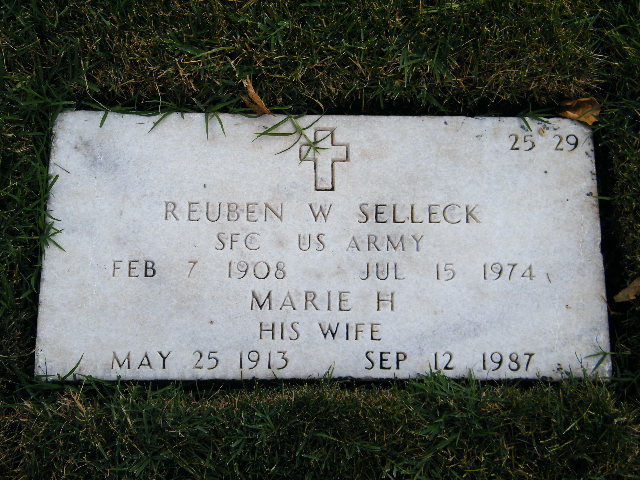 25 29
REUBEN W SELLECK
SFC US ARMY
FEB 7 1908 JUL 15 1974
MARIE H
HIS WIFE
MAY 25 1913 SEP 12 1987